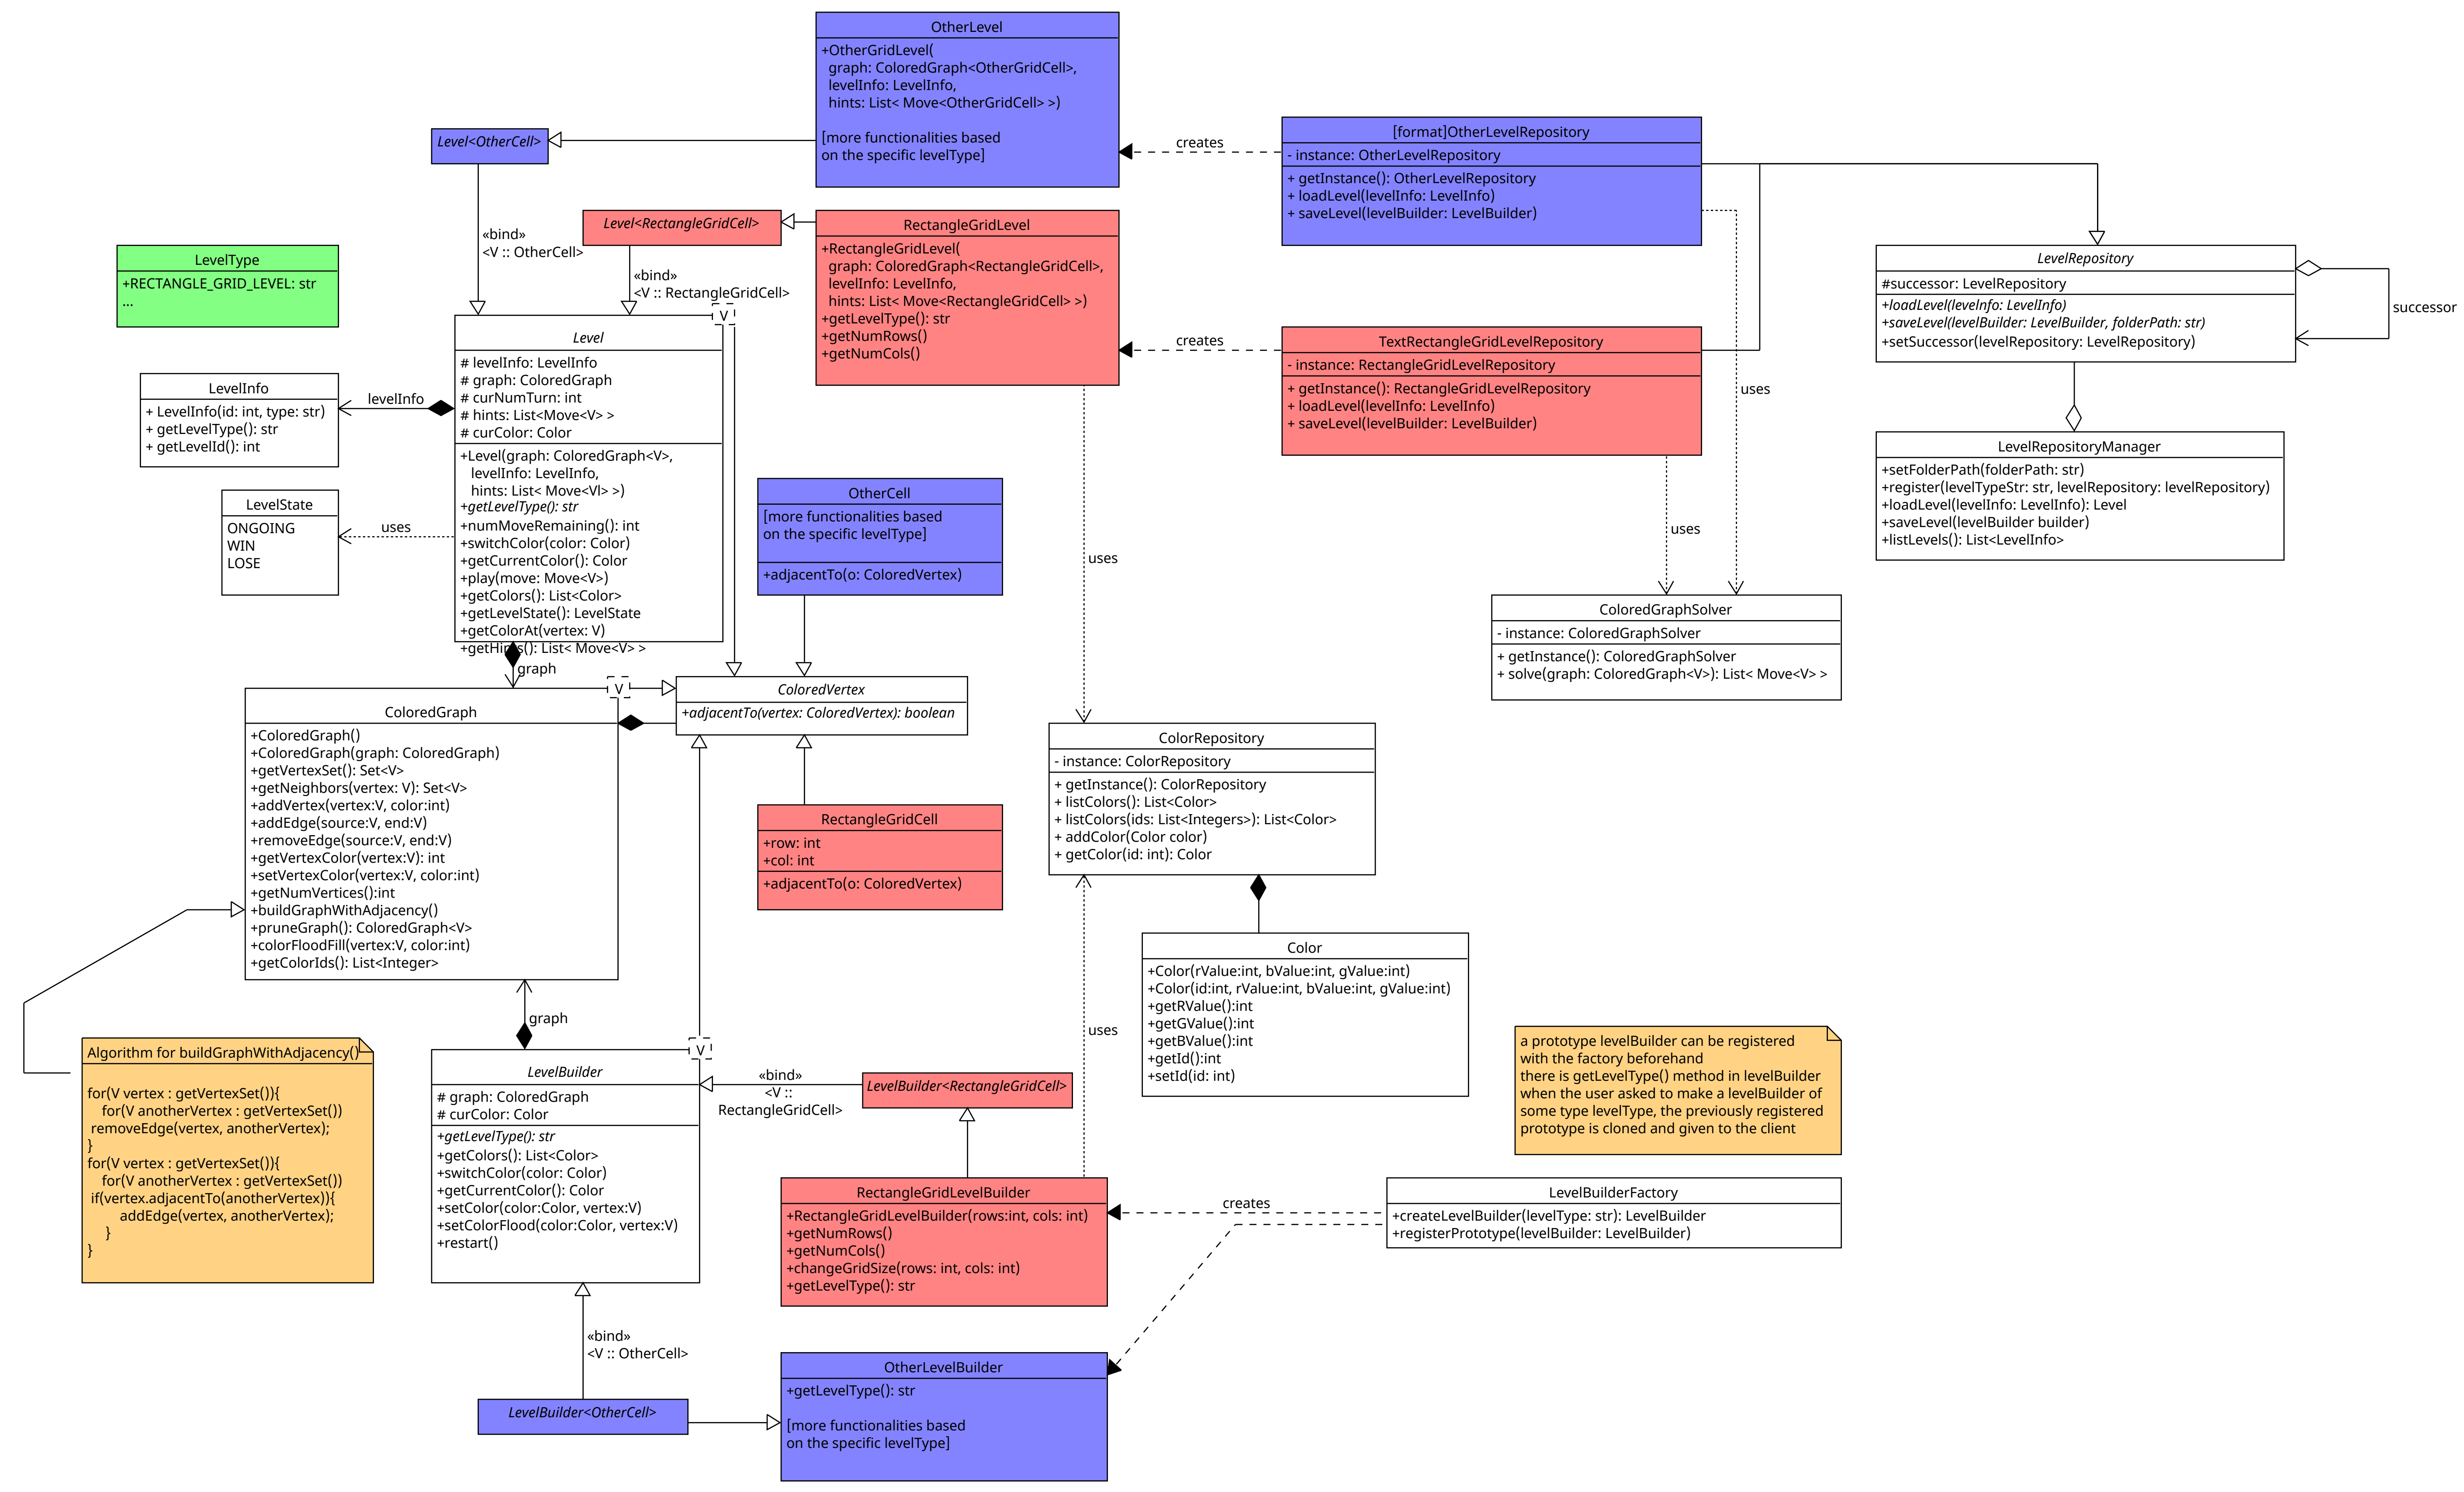 OtherLevel
+OtherGridLevel(
graph: ColoredGraph<OtherGridCell>,
levelInfo: LevelInfo,
hints: List< Move<OtherGridCell> >)
[more functionalities based
on the specific levelType]
Level<OtherCell>
creates
[format]OtherLevelRepository
- instance: OtherLevelRepository
+ getInstance(): OtherLevelRepository
+ loadLevel(levelInfo: LevelInfo)
+ saveLevel(levelBuilder: LevelBuilder)
«bind»
<V :: OtherCell>
Level<RectangleGridCell>
«bind»
<V :: RectangleGridCell>
RectangleGridLevel
+RectangleGridLevel(
graph: ColoredGraph<RectangleGridCell>,
levelInfo: LevelInfo,
hints: List< Move<RectangleGridCell> >)
+getLevelType(): str
+getNumRows()
+getNumCols()
creates
TextRectangleGridLevelRepository
- instance: RectangleGridLevelRepository
+ getInstance(): RectangleGridLevelRepository
+ loadLevel(levelInfo: LevelInfo)
+ saveLevel(levelBuilder: LevelBuilder)
LevelRepository
#successor: LevelRepository
+loadLevel(leveInfo: LevelInfo)
+saveLevel(levelBuilder: LevelBuilder, folderPath: str)
+setSuccessor(levelRepository: LevelRepository)
successor
uses
LevelType
+RECTANGLE_GRID_LEVEL: str
...
V
Level
# levelInfo: LevelInfo
# graph: ColoredGraph
# curNumTurn: int
# hints: List<Move<V> >
# curColor: Color
+Level(graph: ColoredGraph<V>,
levelInfo: LevelInfo,
hints: List< Move<Vl> >)
+getLevelType(): str
+numMoveRemaining(): int
+switchColor(color: Color)
+getCurrentColor(): Color
+play(move: Move<V>)
+getColors(): List<Color>
+getLevelState(): LevelState
+getColorAt(vertex: V)
+getHints(): List< Move<V> >
LevelInfo
+ LevelInfo(id: int, type: str)
+ getLevelType(): str
+ getLevelId(): int
levelInfo
LevelState
ONGOING
WIN
LOSE
uses
LevelRepositoryManager
+setFolderPath(folderPath: str)
+register(levelTypeStr: str, levelRepository: levelRepository)
+loadLevel(levelInfo: LevelInfo): Level
+saveLevel(levelBuilder builder)
+listLevels(): List<LevelInfo>
OtherCell
[more functionalities based
on the specific levelType]
+adjacentTo(o: ColoredVertex)
uses
uses
ColoredGraphSolver
- instance: ColoredGraphSolver
+ getInstance(): ColoredGraphSolver
+ solve(graph: ColoredGraph<V>): List< Move<V> >
graph
V
ColoredVertex
+adjacentTo(vertex: ColoredVertex): boolean
ColoredGraph
+ColoredGraph()
+ColoredGraph(graph: ColoredGraph)
+getVertexSet(): Set<V>
+getNeighbors(vertex: V): Set<V>
+addVertex(vertex:V, color:int)
+addEdge(source:V, end:V)
+removeEdge(source:V, end:V)
+getVertexColor(vertex:V): int
+setVertexColor(vertex:V, color:int)
+getNumVertices():int
+buildGraphWithAdjacency()
+pruneGraph(): ColoredGraph<V>
+colorFloodFill(vertex:V, color:int)
+getColorIds(): List<Integer>
RectangleGridCell
+row: int
+col: int
+adjacentTo(o: ColoredVertex)
ColorRepository
- instance: ColorRepository
+ getInstance(): ColorRepository
+ listColors(): List<Color>
+ listColors(ids: List<Integers>): List<Color>
+ addColor(Color color)
+ getColor(id: int): Color
Color
+Color(rValue:int, bValue:int, gValue:int)
+Color(id:int, rValue:int, bValue:int, gValue:int)
+getRValue():int
+getGValue():int
+getBValue():int
+getId():int
+setId(id: int)
uses
graph
Algorithm for buildGraphWithAdjacency()
for(V vertex : getVertexSet()){
for(V anotherVertex : getVertexSet())
removeEdge(vertex, anotherVertex);
}
for(V vertex : getVertexSet()){
for(V anotherVertex : getVertexSet())
if(vertex.adjacentTo(anotherVertex)){
addEdge(vertex, anotherVertex);
}
}
V
LevelBuilder
# graph: ColoredGraph
# curColor: Color
+getLevelType(): str
+getColors(): List<Color>
+switchColor(color: Color)
+getCurrentColor(): Color
+setColor(color:Color, vertex:V)
+setColorFlood(color:Color, vertex:V)
+restart()
«bind»
<V ::
RectangleGridCell>
LevelBuilder<RectangleGridCell>
a prototype levelBuilder can be registered
with the factory beforehand
there is getLevelType() method in levelBuilder
when the user asked to make a levelBuilder of
some type levelType, the previously registered
prototype is cloned and given to the client
RectangleGridLevelBuilder
+RectangleGridLevelBuilder(rows:int, cols: int)
+getNumRows()
+getNumCols()
+changeGridSize(rows: int, cols: int)
+getLevelType(): str
creates
LevelBuilderFactory
+createLevelBuilder(levelType: str): LevelBuilder
+registerPrototype(levelBuilder: LevelBuilder)
«bind»
<V :: OtherCell>
LevelBuilder<OtherCell>
OtherLevelBuilder
+getLevelType(): str
[more functionalities based
on the specific levelType]